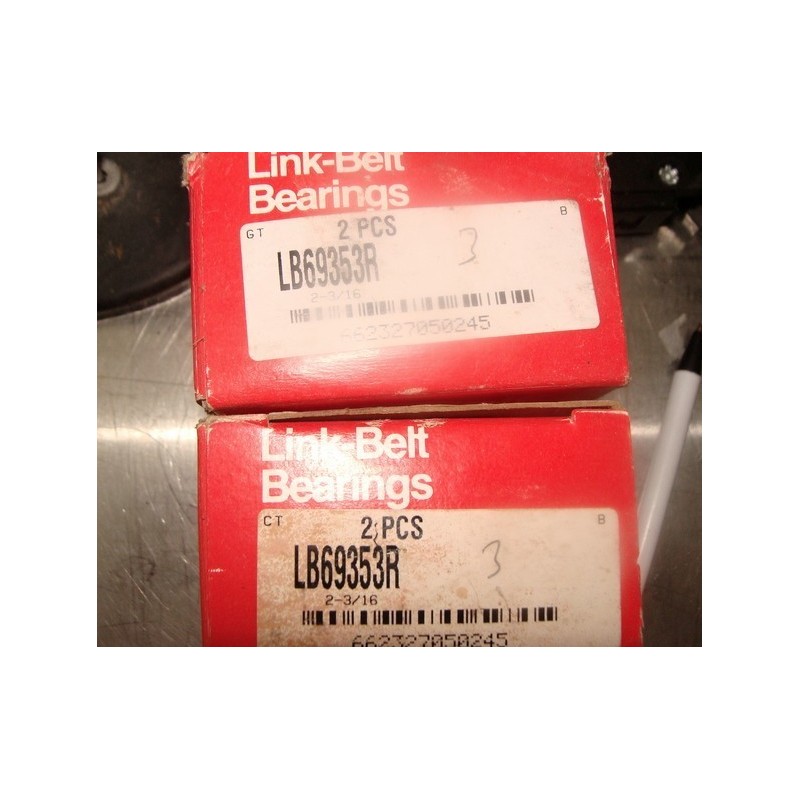 Link-Belt
Bearings
GT
2 PCS
B
LB69353R
3
2-3/16
662327050245
Link-Belt
Bearings
CT
2 PCS
B
LB69353R
3
2-3/16
662327050245